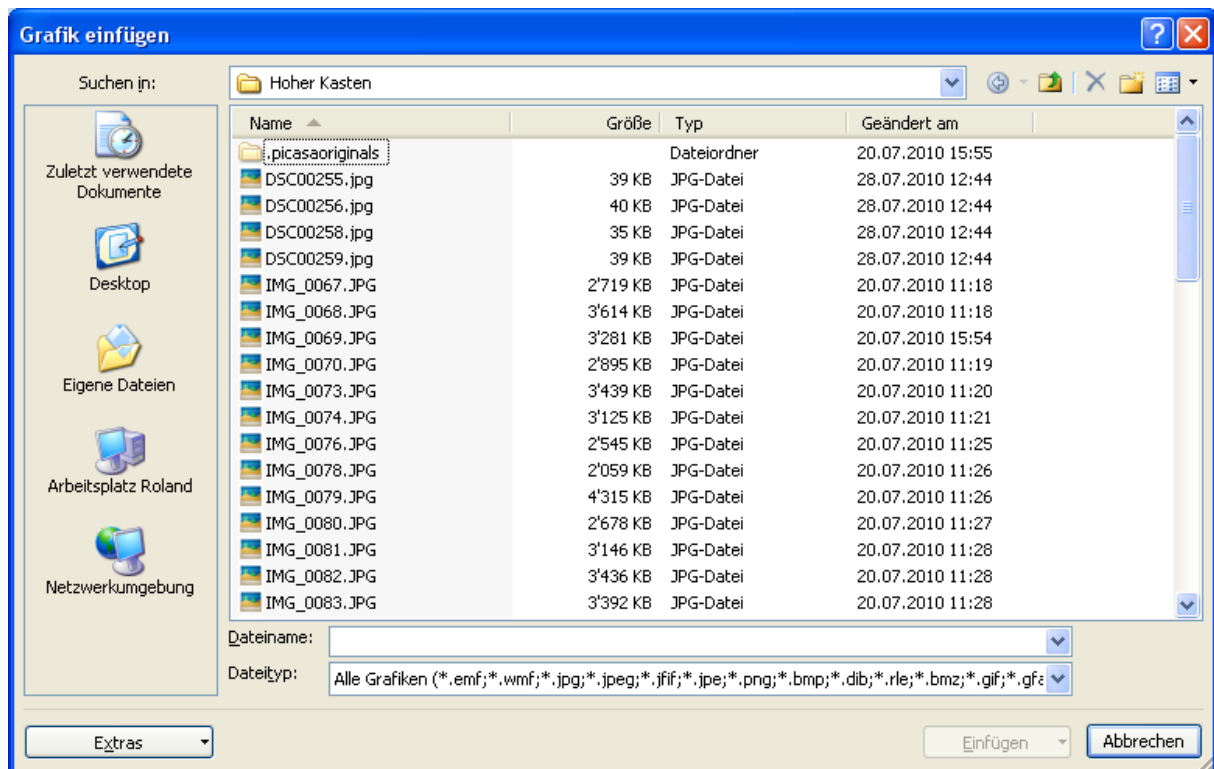 Grafik einfügen
Suchen in: Hoher Kasten
Zuletzt verwendete
Dokumente
Desktop
Eigene Dateien
Arbeitsplatz Roland
Netzwerkumgebung
Name Größe Typ Geändert am
.picasaoriginals Dateiordner 20.07.2010 15:55
DSC00255.jpg 39 KB JPG-Datei 28.07.2010 12:44
DSC00256.jpg 40 KB JPG-Datei 28.07.2010 12:44
DSC00258.jpg 35 KB JPG-Datei 28.07.2010 12:44
DSC00259.jpg 39 KB JPG-Datei 28.07.2010 12:44
IMG_0067.JPG 2'719 KB JPG-Datei 20.07.2010 11:18
IMG_0068.JPG 3'614 KB JPG-Datei 20.07.2010 11:18
IMG_0069.JPG 3'281 KB JPG-Datei 20.07.2010 15:54
IMG_0070.JPG 2'895 KB JPG-Datei 20.07.2010 11:19
IMG_0073.JPG 3'439 KB JPG-Datei 20.07.2010 11:20
IMG_0074.JPG 3'125 KB JPG-Datei 20.07.2010 11:21
IMG_0076.JPG 2'545 KB JPG-Datei 20.07.2010 11:25
IMG_0078.JPG 2'059 KB JPG-Datei 20.07.2010 11:26
IMG_0079.JPG 4'315 KB JPG-Datei 20.07.2010 11:26
IMG_0080.JPG 2'678 KB JPG-Datei 20.07.2010 11:27
IMG_0081.JPG 3'146 KB JPG-Datei 20.07.2010 11:28
IMG_0082.JPG 3'436 KB JPG-Datei 20.07.2010 11:28
IMG_0083.JPG 3'392 KB JPG-Datei 20.07.2010 11:28
Dateiname:
Dateityp: Alle Grafiken (*.emf;*.wmf;*.jpg;*.jpeg;*.jfif;*.jpe;*.png;*.bmp;*.dib;*.rle;*.bmz;*.gif;*.gfa
Extras Einfügen Abbrechen